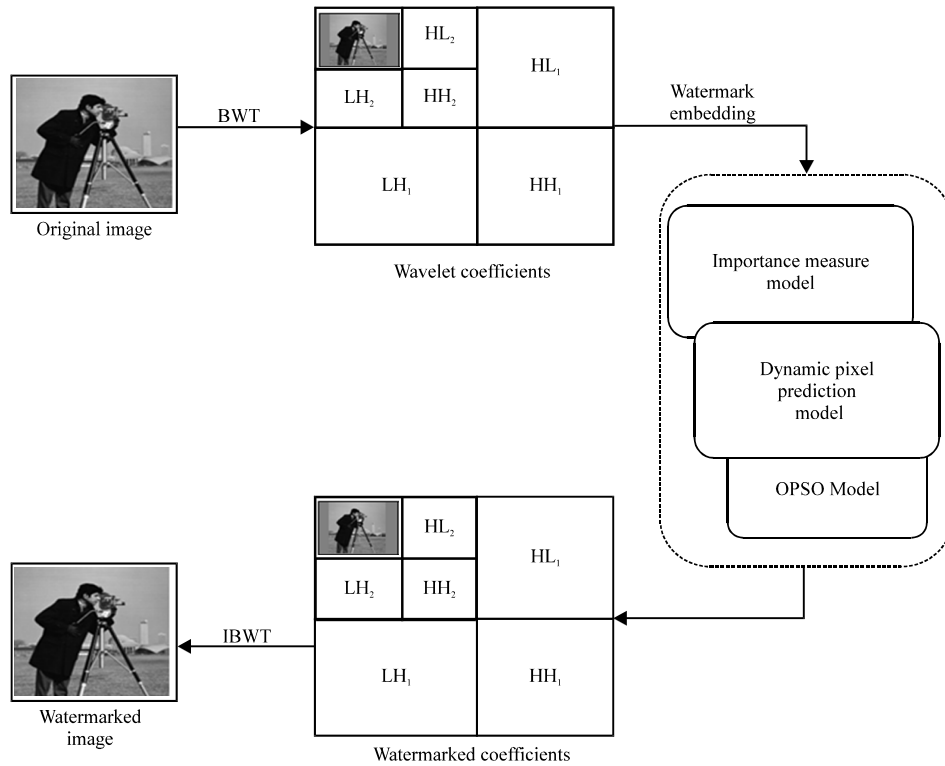 HL₂
HL₁
LH₂
HH₂
BWT
Original image
LH₁
HH₁
Wavelet coefficients
Watermark
embedding
Importance measure
model
Dynamic pixel
prediction
model
OPSO Model
HL₂
HL₁
LH₂
HH₂
IBWT
LH₁
HH₁
Watermarked
image
Watermarked coefficients